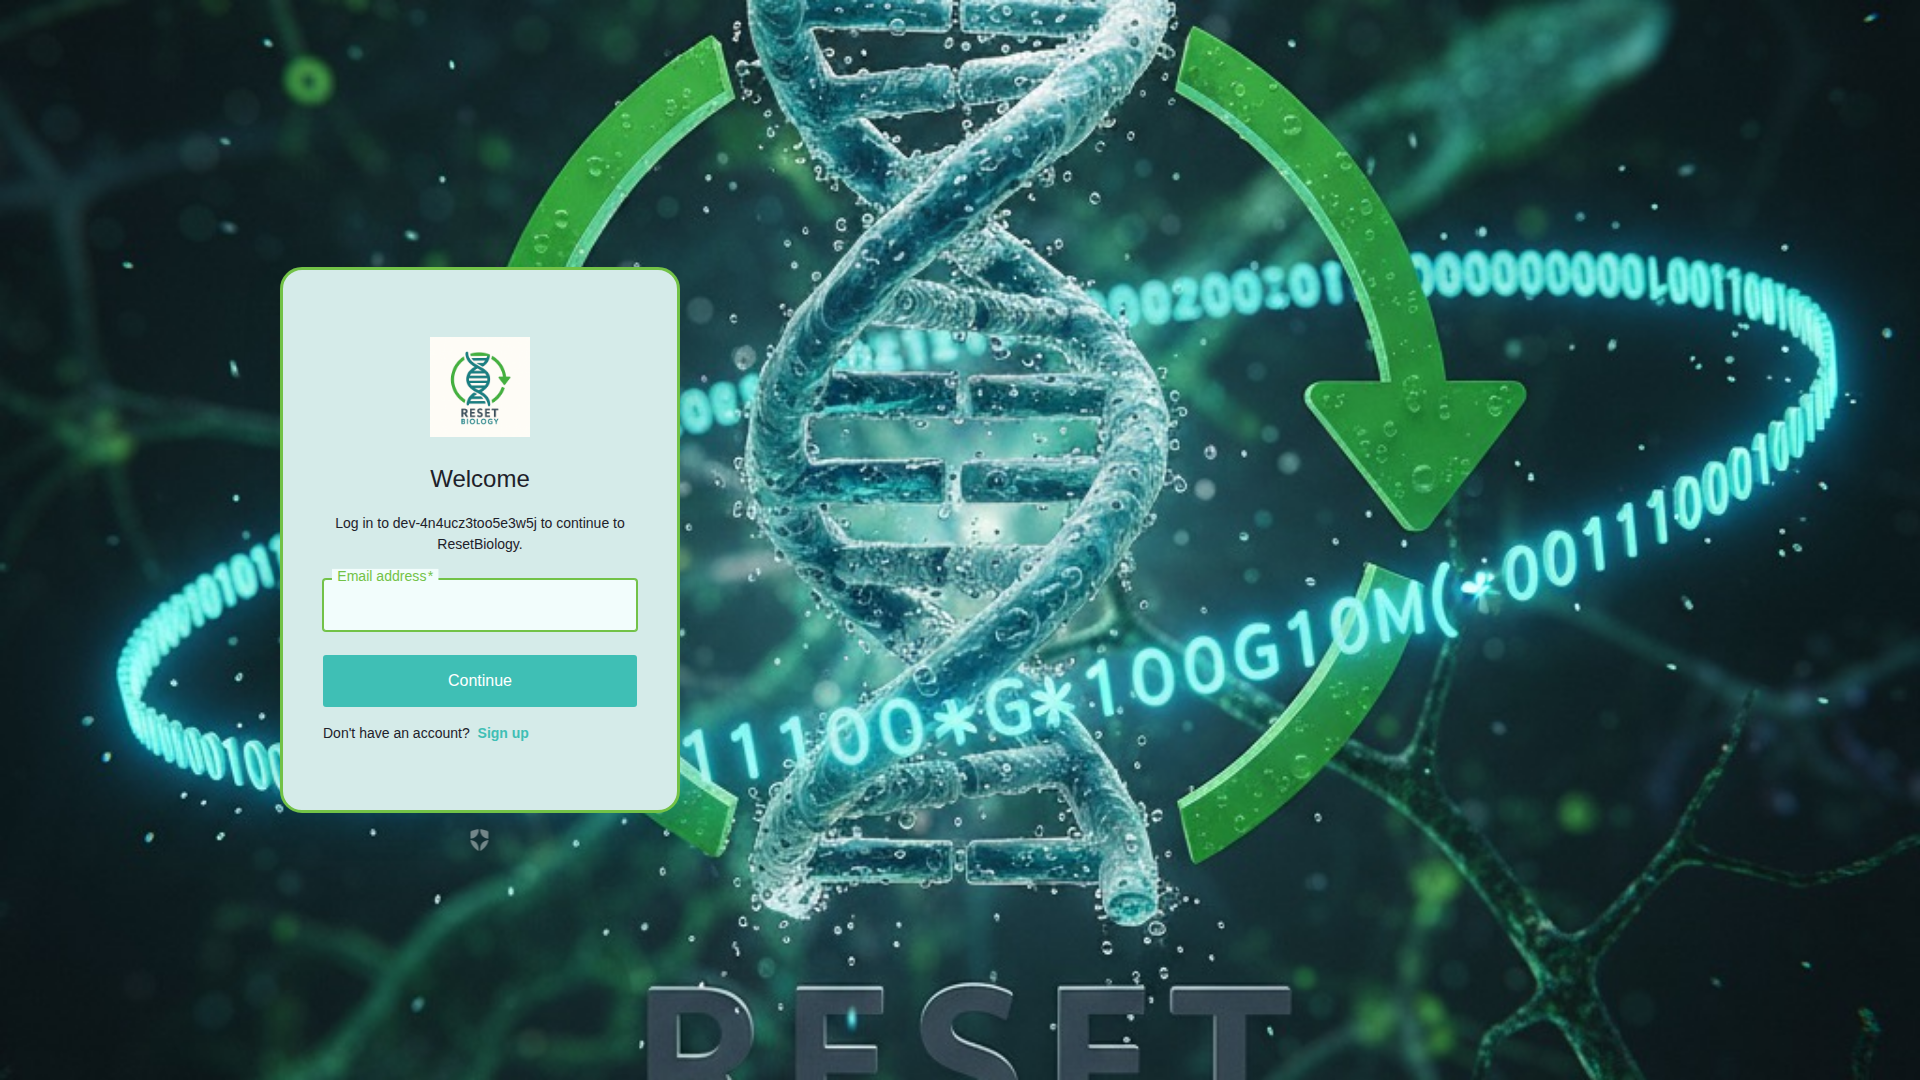 RESET
BIOLOGY
Welcome
Log in to dev-4n4ucz3too5e3w5j to continue to
ResetBiology.
Email address*
Continue
Don't have an account? Sign up
11100*G*100G10M(*00111100010
RESET